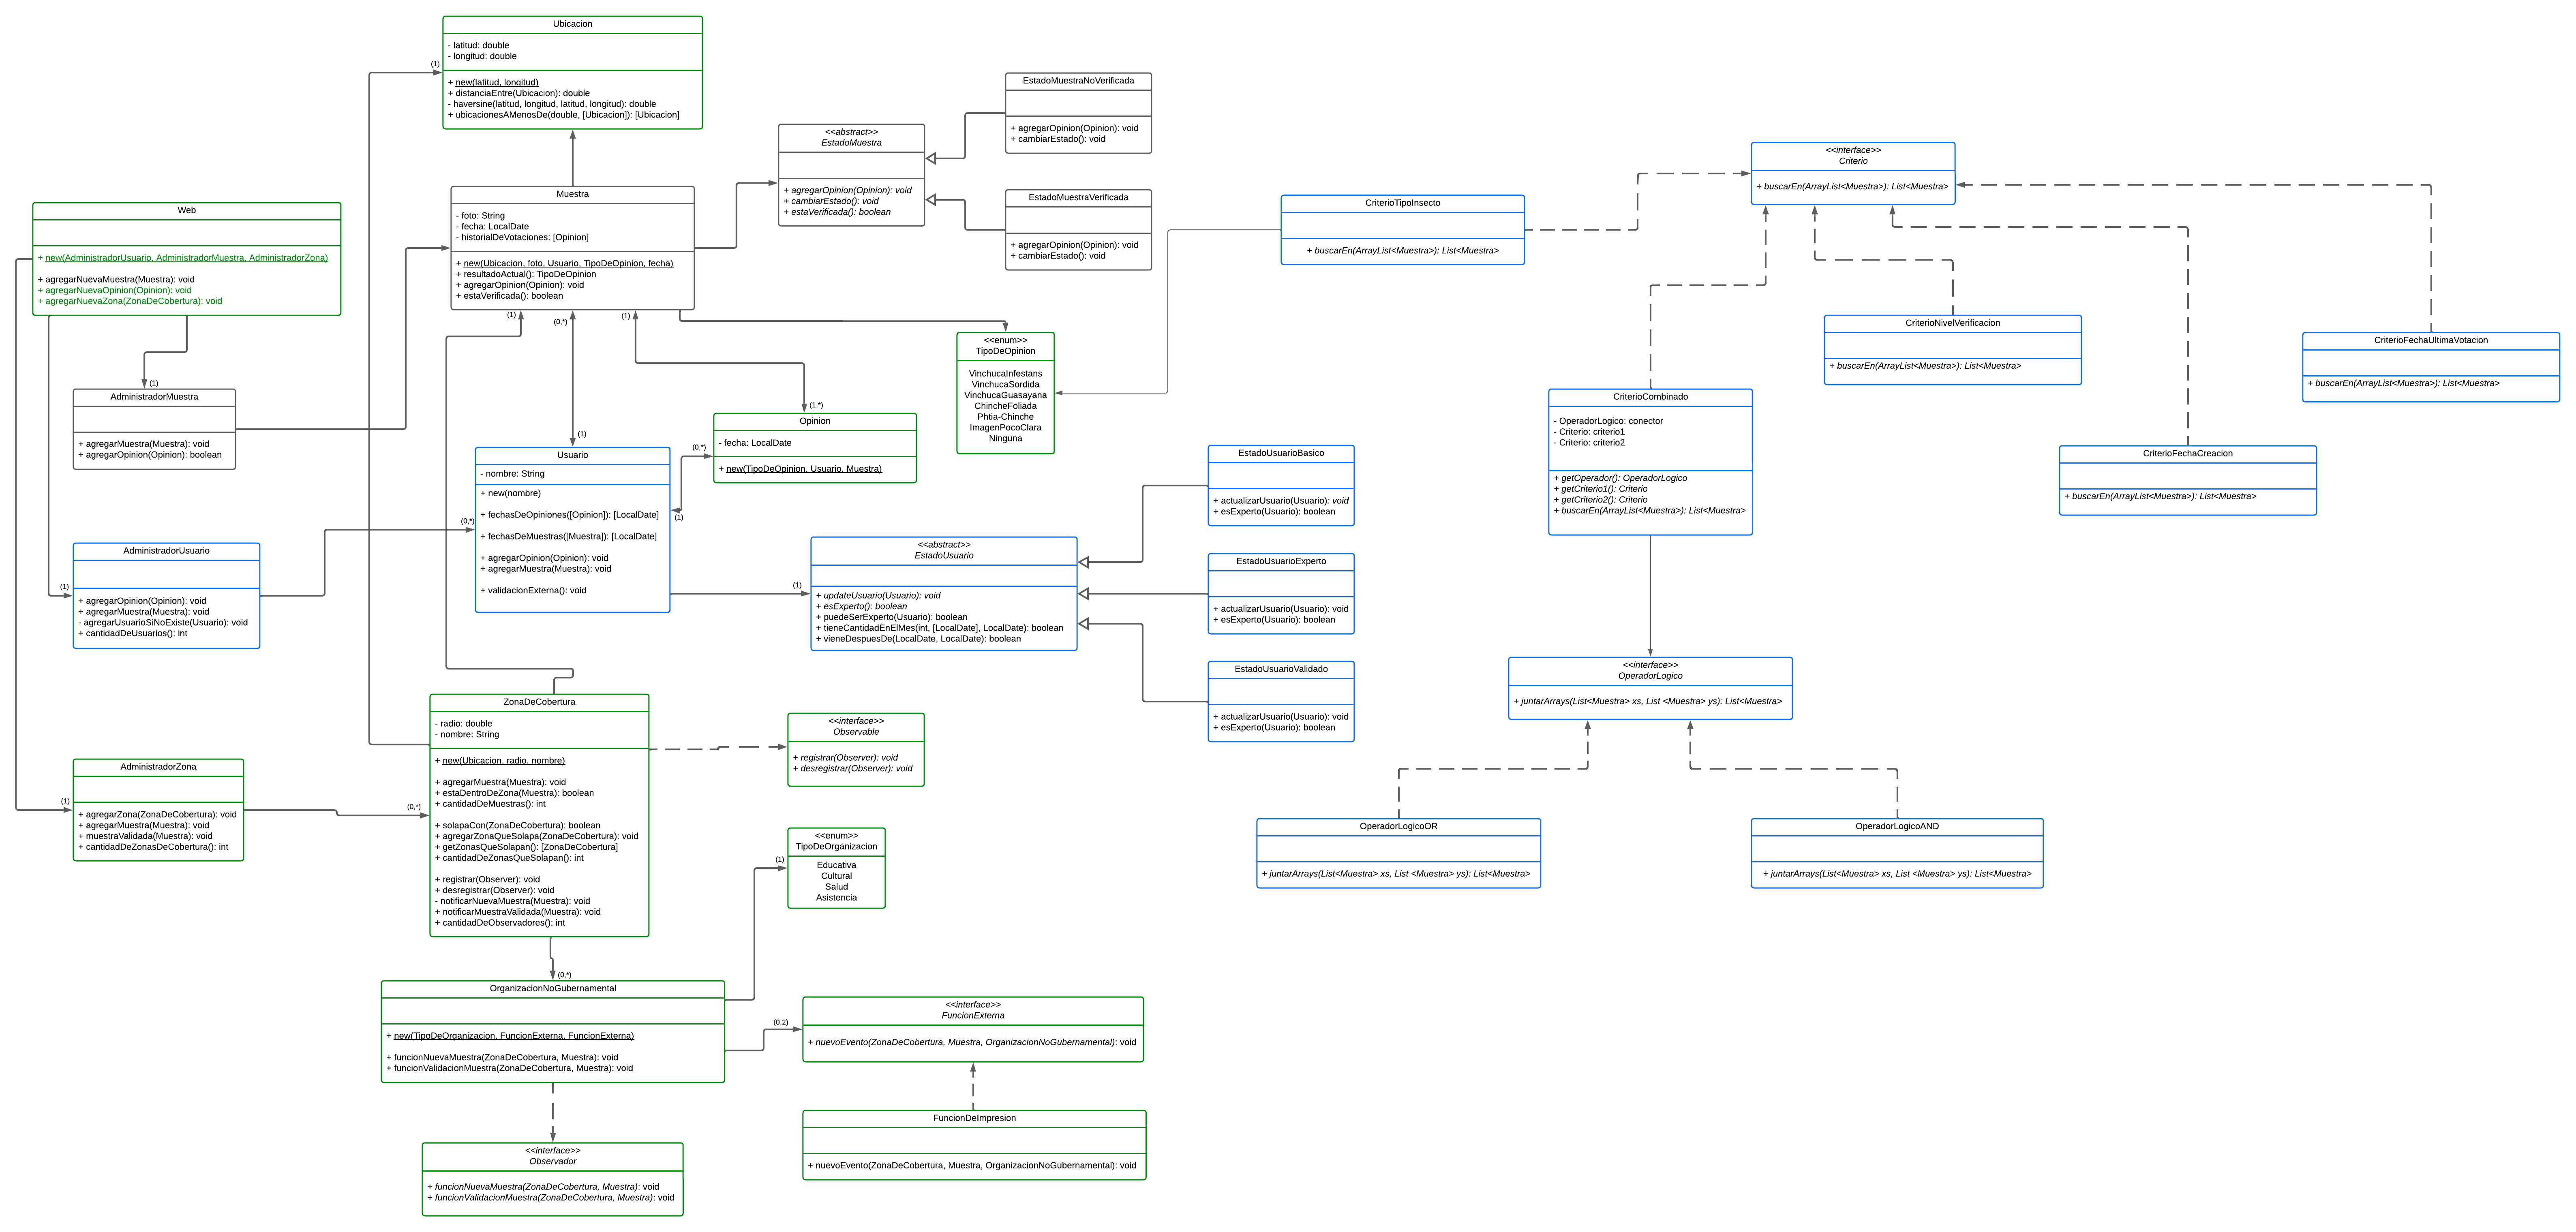 Ubicacion
- latitud: double
- longitud: double
+ new(latitud, longitud)
+ distanciaEntre(Ubicacion): double
- haversine(latitud, longitud, latitud, longitud): double
+ ubicacionesAMenosDe(double, [Ubicacion]): [Ubicacion]
(1)
EstadoMuestraNoVerificada
+ agregarOpinion(Opinion): void
+ cambiarEstado(): void
<<abstract>>
EstadoMuestra
+ agregarOpinion(Opinion): void
+ cambiarEstado(): void
+ estaVerificada(): boolean
EstadoMuestraVerificada
+ agregarOpinion(Opinion): void
+ cambiarEstado(): void
<<interface>>
Criterio
+ buscarEn(ArrayList<Muestra>): List<Muestra>
CriterioTipoInsecto
+ buscarEn(ArrayList<Muestra>): List<Muestra>
Muestra
- foto: String
- fecha: LocalDate
- historialDeVotaciones: [Opinion]
+ new(Ubicacion, foto, Usuario, TipoDeOpinion, fecha)
+ resultadoActual(): TipoDeOpinion
+ agregarOpinion(Opinion): void
+ estaVerificada(): boolean
(1)
(0,*)
(1)
Web
+ new(AdministradorUsuario, AdministradorMuestra, AdministradorZona)
+ agregarNuevaMuestra(Muestra): void
+ agregarNuevaOpinion(Opinion): void
+ agregarNuevaZona(ZonaDeCobertura): void
(1)
AdministradorMuestra
+ agregarMuestra(Muestra): void
+ agregarOpinion(Opinion): boolean
<<enum>>
TipoDeOpinion
VinchucaInfestans
VinchucaSordida
VinchucaGuasayana
ChincheFoliada
Phtia-Chinche
ImagenPocoClara
Ninguna
CriterioNivelVerificacion
+ buscarEn(ArrayList<Muestra>): List<Muestra>
CriterioFechaUltimaVotacion
+ buscarEn(ArrayList<Muestra>): List<Muestra>
CriterioCombinado
- OperadorLogico: conector
- Criterio: criterio1
- Criterio: criterio2
+ getOperador(): OperadorLogico
+ getCriterio1(): Criterio
+ getCriterio2(): Criterio
+ buscarEn(ArrayList<Muestra>): List<Muestra>
CriterioFechaCreacion
+ buscarEn(ArrayList<Muestra>): List<Muestra>
(1,*)
Opinion
- fecha: LocalDate
+ new(TipoDeOpinion, Usuario, Muestra)
(0,*)
(1)
(1)
Usuario
- nombre: String
+ new(nombre)
+ fechasDeOpiniones([Opinion]): [LocalDate]
+ fechasDeMuestras([Muestra]): [LocalDate]
+ agregarOpinion(Opinion): void
+ agregarMuestra(Muestra): void
+ validacionExterna(): void
(0,*)
EstadoUsuarioBasico
+ actualizarUsuario(Usuario): void
+ esExperto(Usuario): boolean
(1)
AdministradorUsuario
+ agregarOpinion(Opinion): void
+ agregarMuestra(Muestra): void
- agregarUsuarioSiNoExiste(Usuario): void
+ cantidadDeUsuarios(): int
(1)
<<abstract>>
EstadoUsuario
+ updateUsuario(Usuario): void
+ esExperto(): boolean
+ puedeSerExperto(Usuario): boolean
+ tieneCantidadEnElMes(int, [LocalDate], LocalDate): boolean
+ vieneDespuesDe(LocalDate, LocalDate): boolean
EstadoUsuarioExperto
+ actualizarUsuario(Usuario): void
+ esExperto(Usuario): boolean
EstadoUsuarioValidado
+ actualizarUsuario(Usuario): void
+ esExperto(Usuario): boolean
<<interface>>
OperadorLogico
+ juntarArrays(List<Muestra> xs, List <Muestra> ys): List<Muestra>
ZonaDeCobertura
- radio: double
- nombre: String
+ new(Ubicacion, radio, nombre)
+ agregarMuestra(Muestra): void
+ estaDentroDeZona(Muestra): boolean
+ cantidadDeMuestras(): int
+ solapaCon(ZonaDeCobertura): boolean
+ agregarZonaQueSolapa(ZonaDeCobertura): void
+ getZonasQueSolapan(): [ZonaDeCobertura]
+ cantidadDeZonasQueSolapan(): int
+ registrar(Observer): void
+ desregistrar(Observer): void
- notificarNuevaMuestra(Muestra): void
+ notificarMuestraValidada(Muestra): void
+ cantidadDeObservadores(): int
<<interface>>
Observable
+ registrar(Observer): void
+ desregistrar(Observer): void
(1)
AdministradorZona
+ agregarZona(ZonaDeCobertura): void
+ agregarMuestra(Muestra): void
+ muestraValidada(Muestra): void
+ cantidadDeZonasDeCobertura(): int
(0,*)
(1)
<<enum>>
TipoDeOrganizacion
Educativa
Cultural
Salud
Asistencia
OperadorLogicoOR
+ juntarArrays(List<Muestra> xs, List <Muestra> ys): List<Muestra>
OperadorLogicoAND
+ juntarArrays(List<Muestra> xs, List <Muestra> ys): List<Muestra>
(0,*)
OrganizacionNoGubernamental
+ new(TipoDeOrganizacion, FuncionExterna, FuncionExterna)
+ funcionNuevaMuestra(ZonaDeCobertura, Muestra): void
+ funcionValidacionMuestra(ZonaDeCobertura, Muestra): void
(0,2)
<<interface>>
FuncionExterna
+ nuevoEvento(ZonaDeCobertura, Muestra, OrganizacionNoGubernamental): void
FuncionDeImpresion
+ nuevoEvento(ZonaDeCobertura, Muestra, OrganizacionNoGubernamental): void
<<interface>>
Observador
+ funcionNuevaMuestra(ZonaDeCobertura, Muestra): void
+ funcionValidacionMuestra(ZonaDeCobertura, Muestra): void